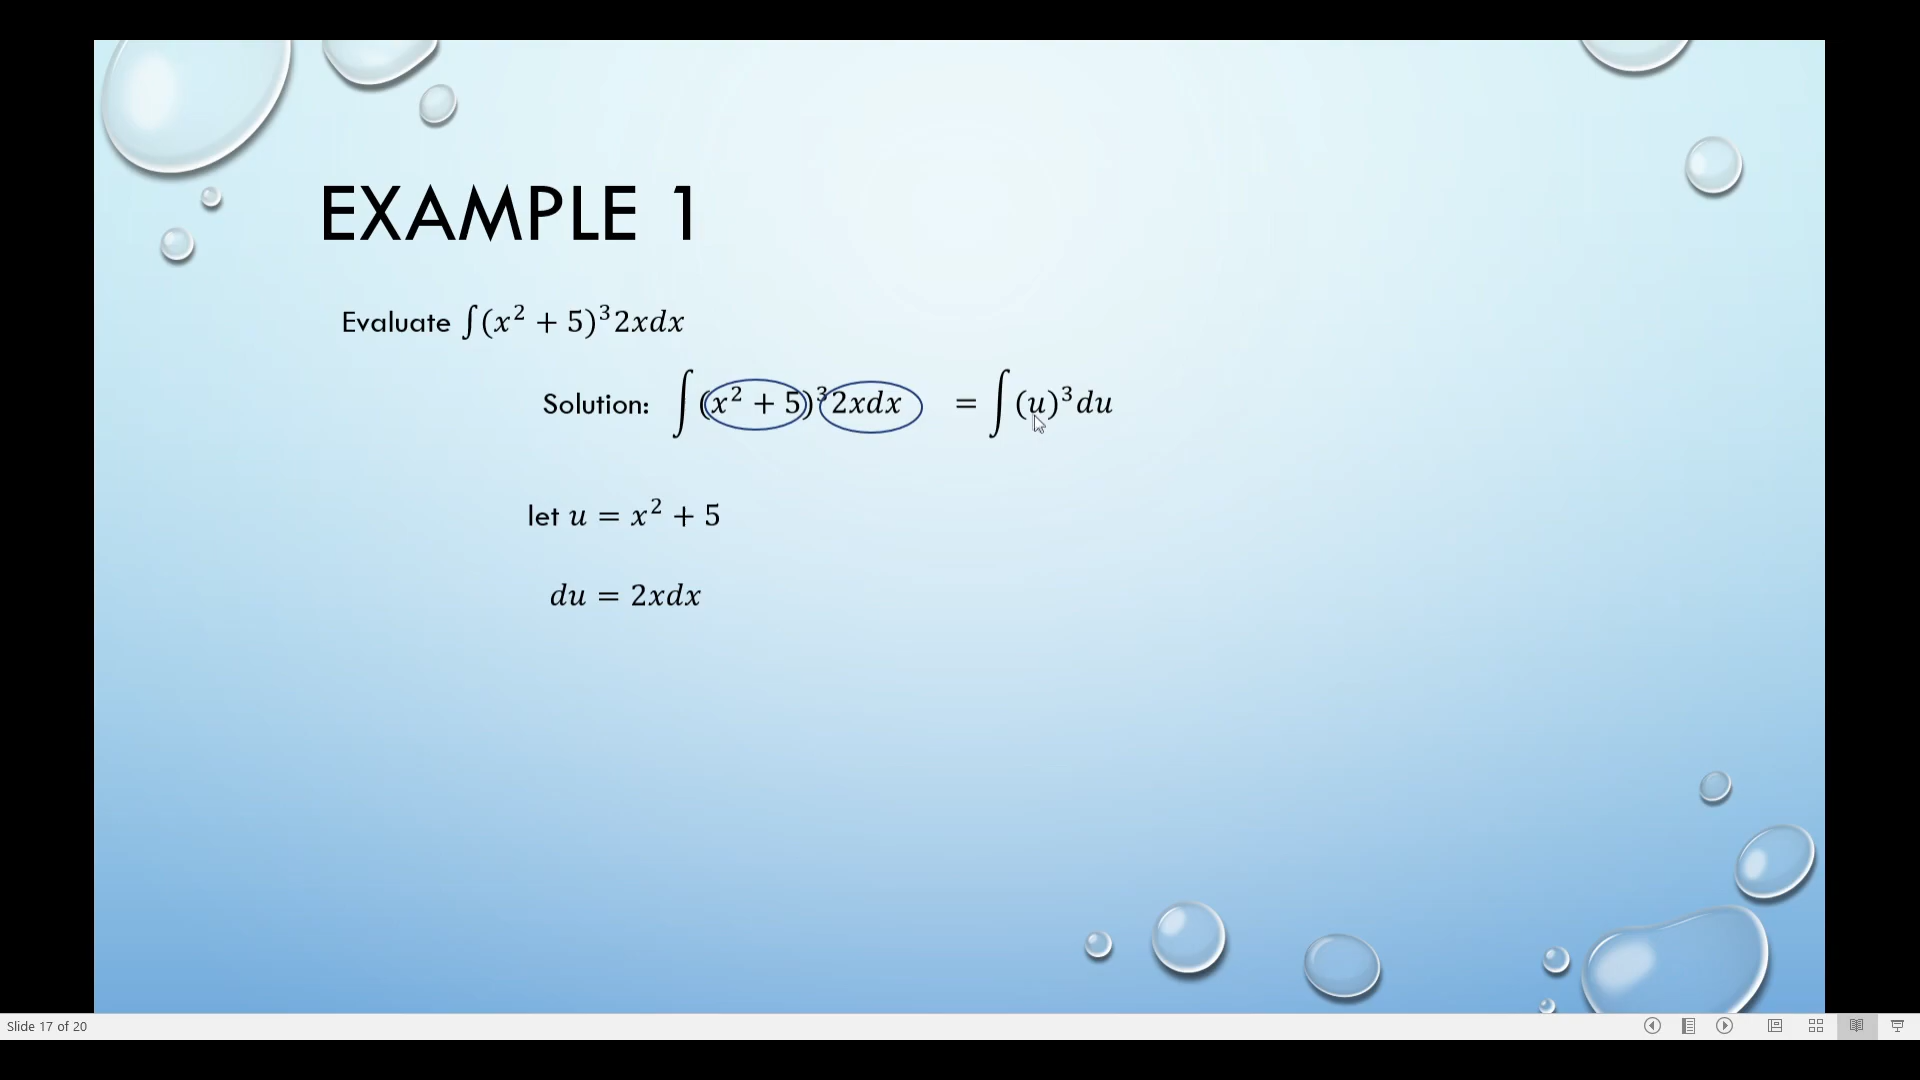 EXAMPLE 1
Evaluate ∫(x² + 5)³2xdx
Solution: ∫(x² + 5)³2xdx = ∫(u)³du
let u = x² + 5
du = 2xdx
Slide 17 of 20